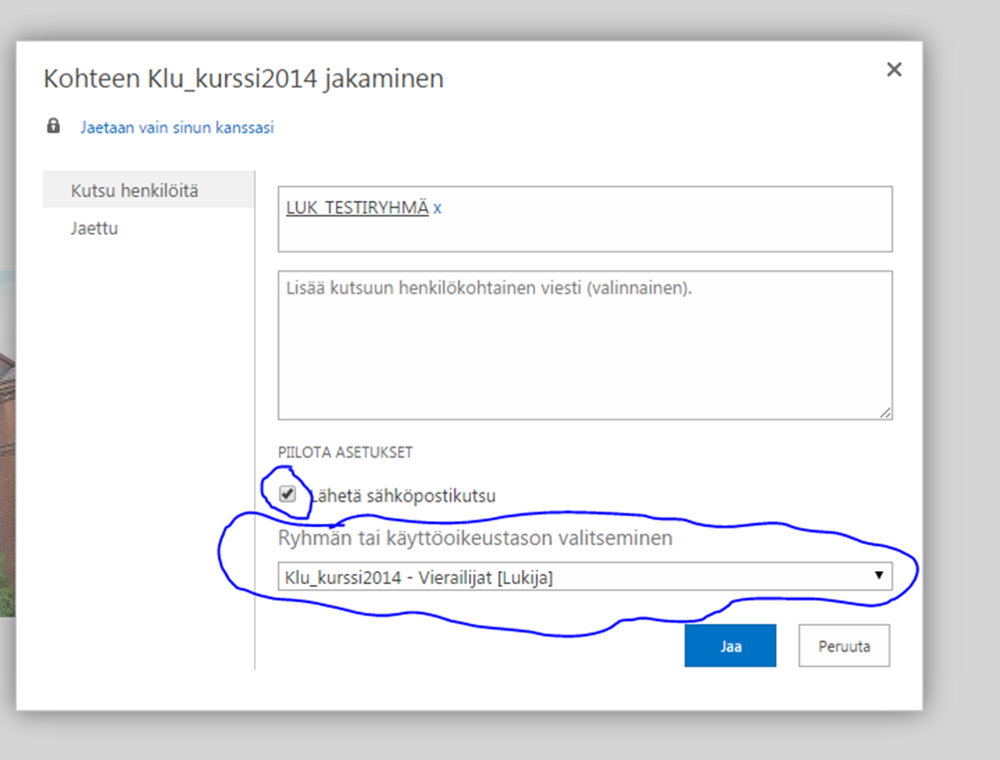 Kohteen Klu_kurssi2014 jakaminen
Jaetaan vain sinun kanssasi
Kutsu henkilöitä
Jaettu
LUK_TESTIRYHMÄ x
Lisää kutsuun henkilökohtainen viesti (valinnainen).
PIILOTA ASETUKSET
Lähetä sähköpostikutsu
Ryhmän tai käyttöoikeustason valitseminen
Klu_kurssi2014 - Vierailijat [Lukija]
Jaa
Peruuta